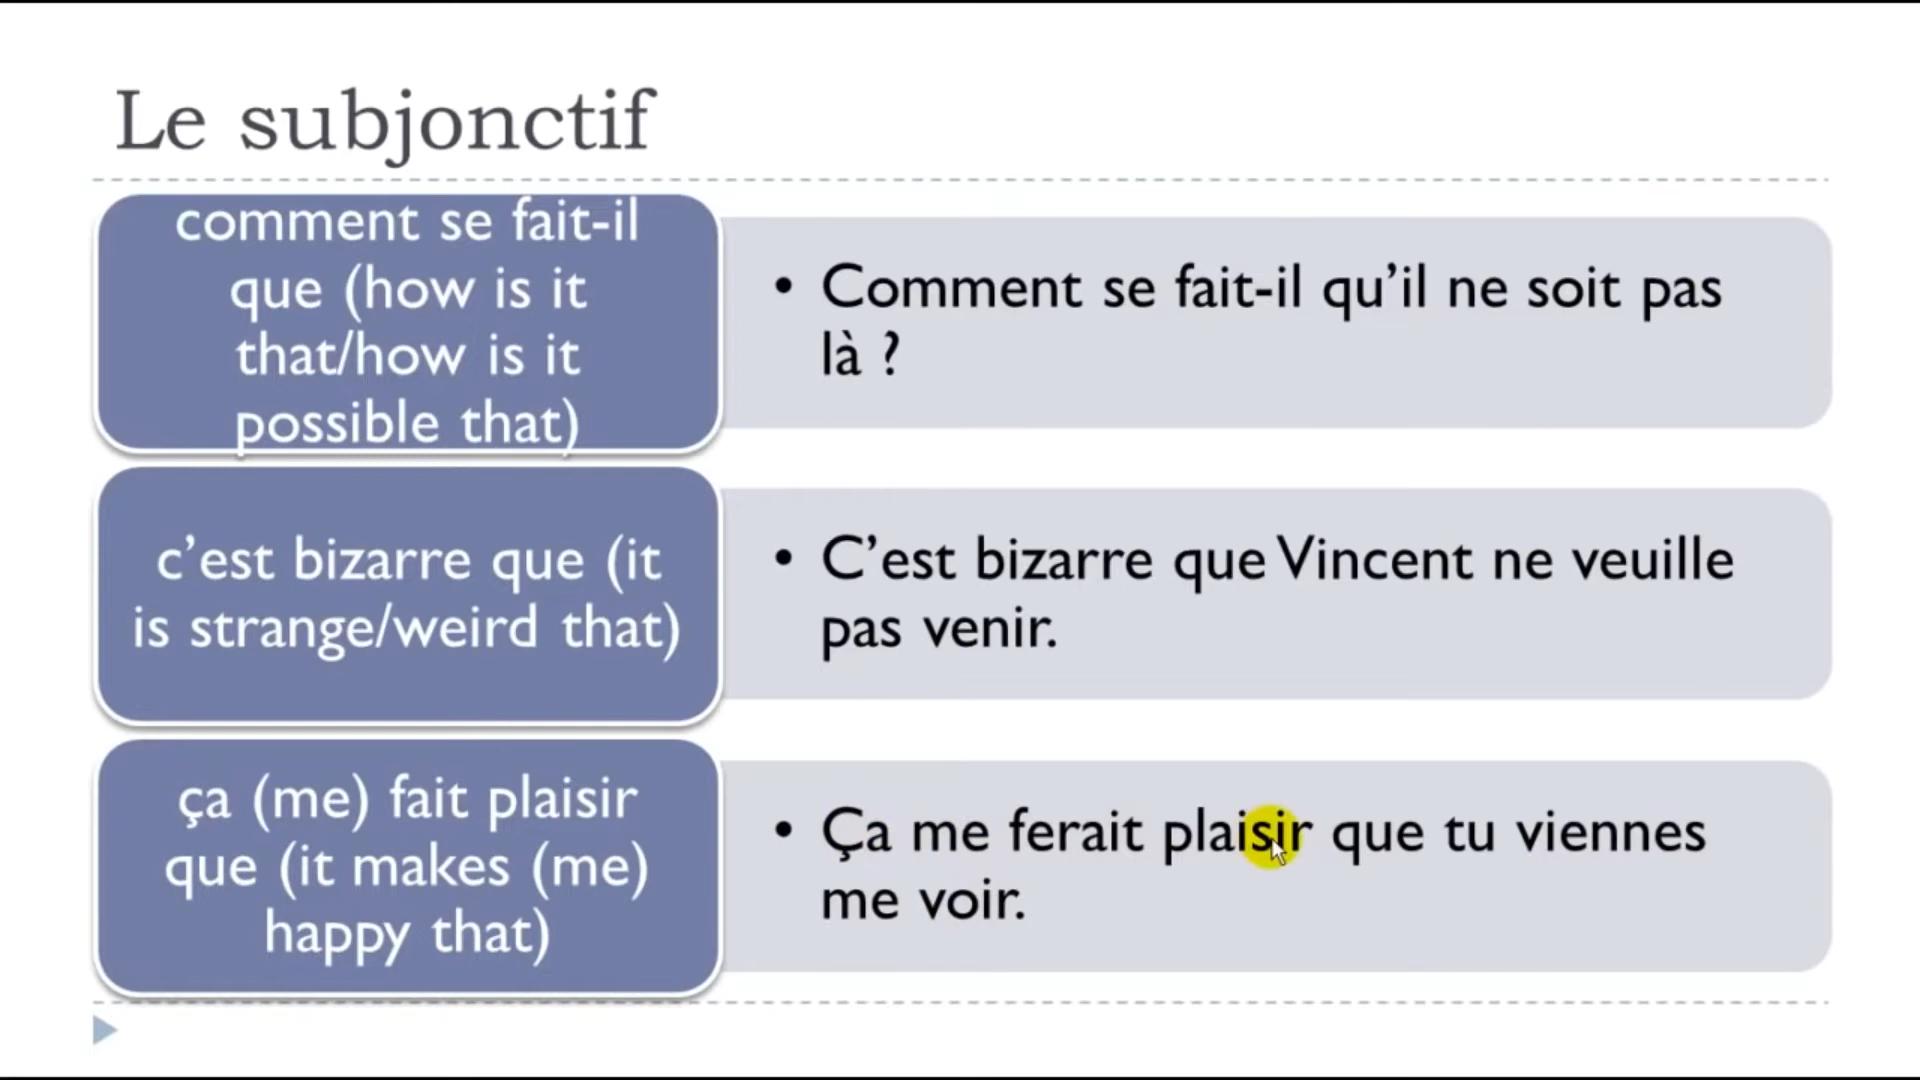 Le subjonctif
comment se fait-il
que (how is it
that/how is it
possible that)
• Comment se fait-il qu’il ne soit pas
là ?
c’est bizarre que (it
is strange/weird that)
• C’est bizarre que Vincent ne veuille
pas venir.
ça (me) fait plaisir
que (it makes (me)
happy that)
• Ça me ferait plaisir que tu viennes
me voir.